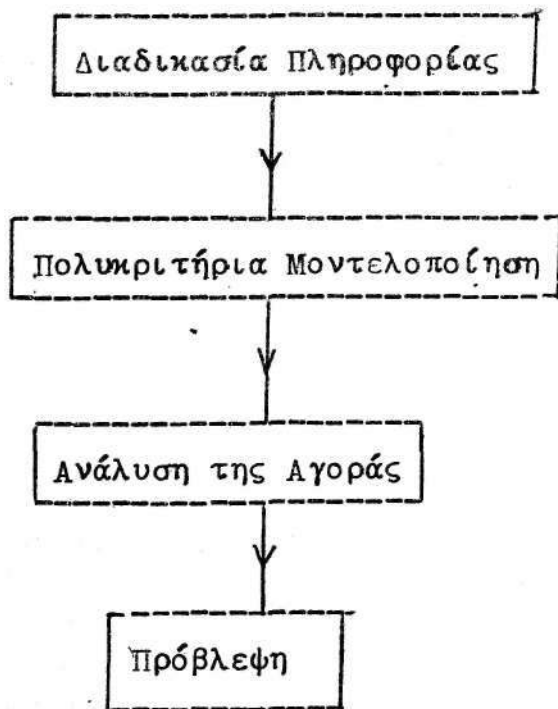 Διαδικασία Πληροφορίας
Πολυκριτήρια Μοντελοποίηση
Ανάλυση της Αγοράς
Πρόβλεψη